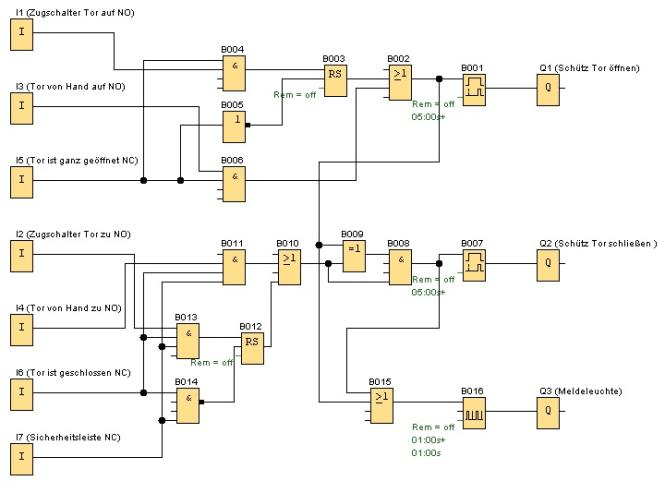 I1 (Zugschalter Tor auf NO)
I
B004
&
B003
RS
Rem = off
B002
≥1
B001
Rem = off
05:00s+
Q1 (Schütz Tor öffnen)
Q
I3 (Tor von Hand auf NO)
I
B005
1
I5 (Tor ist ganz geöffnet NC)
I
B006
&
I2 (Zugschalter Tor zu NO)
I
B011
&
B010
≥1
B009
=1
B008
&
B007
Rem = off
05:00s+
Q2 (Schütz Tor schließen )
Q
I4 (Tor von Hand zu NO)
I
B013
&
B012
RS
Rem = off
I6 (Tor ist geschlossen NC)
I
B014
&
B015
≥1
B016
Rem = off
01:00s+
01:00s
Q3 (Meldeleuchte)
Q
I7 (Sicherheitsleiste NC)
I